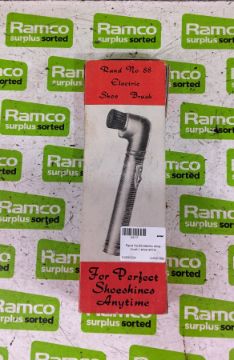 Ramco
surplus sorted
Rand No 88
Electric
Shoe Brush
For Perfect
Shoeshines
Anytime